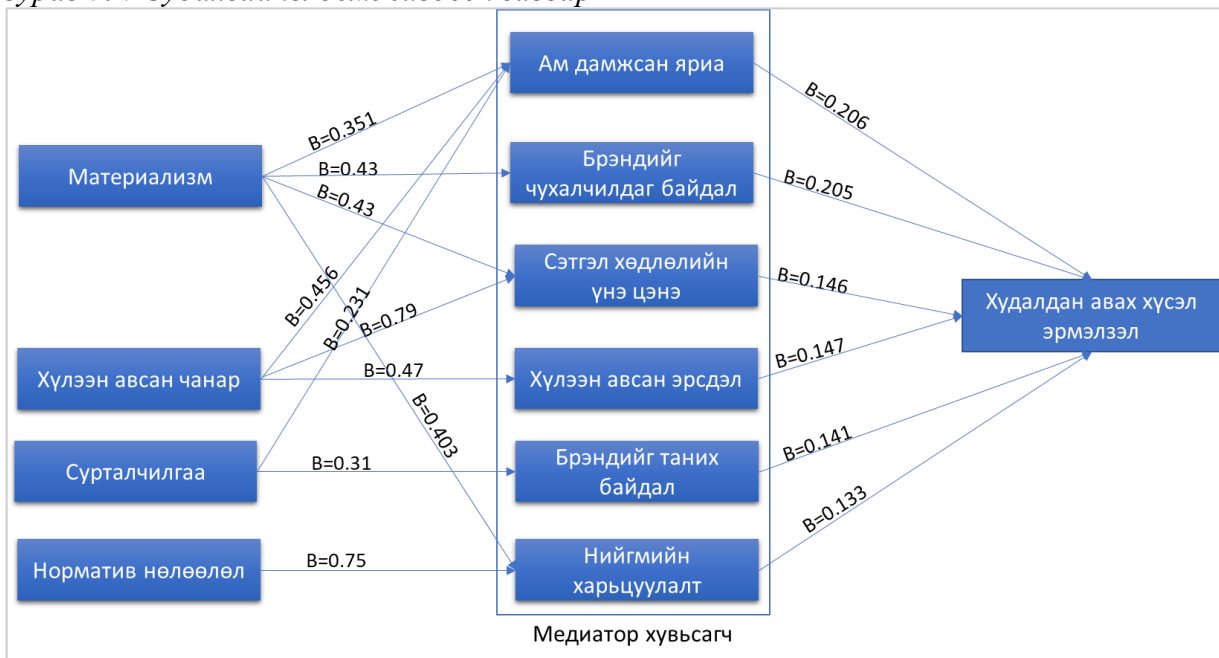 Ам дамжсан яриа
B=0.206
B=0.351
Материализм
B=0.43
Брэндийг
чухалчилдаг байдал
B=0.205
B=0.43
Сэтгэл хөдлөлийн
үнэ цэнэ
B=0.146
Худалдан авах хүсэл
эрмэлзэл
B=0.456
B=0.231
B=0.79
B=0.147
Хүлээн авсан чанар
B=0.47
Хүлээн авсан эрсдэл
B=0.403
B=0.141
Сурталчилгаа
B=0.31
Брэндийг таних
байдал
B=0.133
Норматив нөлөөлөл
B=0.75
Нийгмийн
харьцуулалт
Медиатор хувьсагч